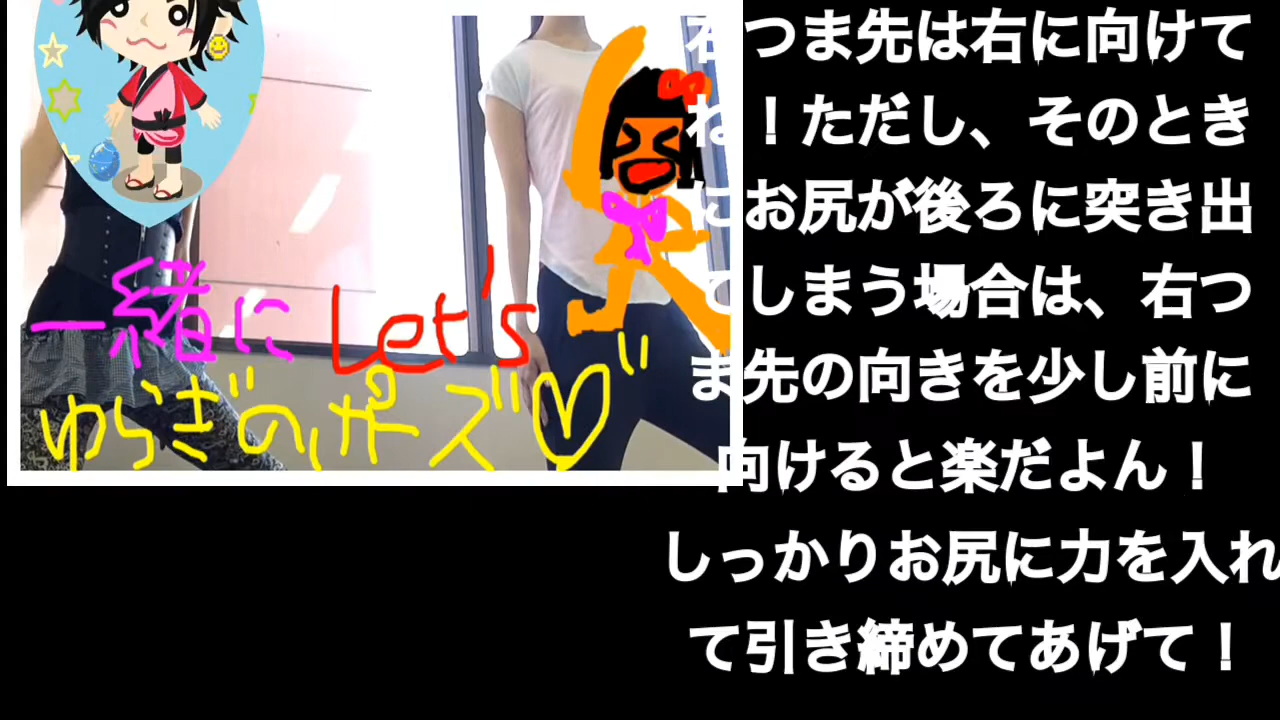 右つま先は右に向けて
ね！ただし、そのとき
にお尻が後ろに突き出
てしまう場合は、右つ
ま先の向きを少し前に
向けると楽だよん！
しっかりお尻に力を入れ
て引き締めてあげて！
一緒にLet's
ゆらぎのポーズ♡"